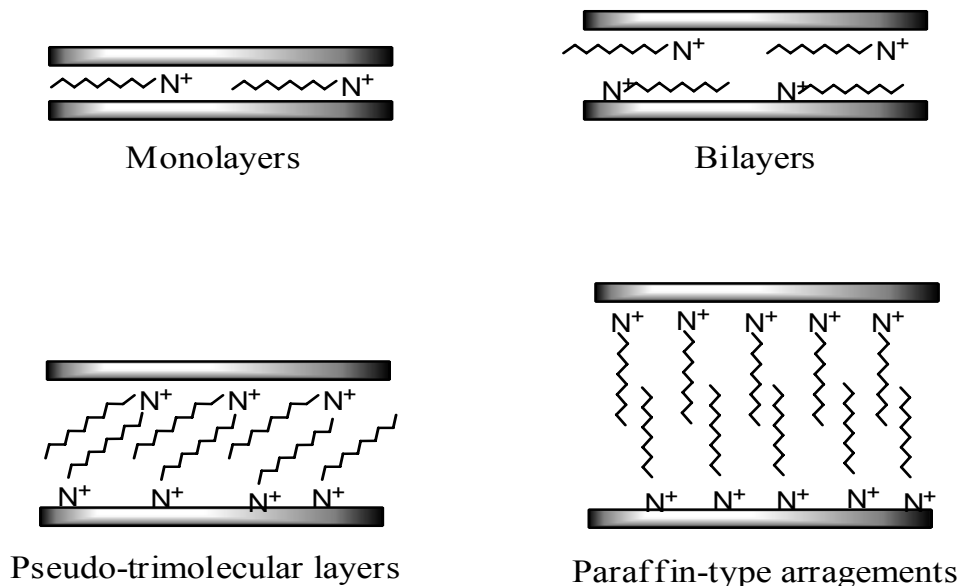 N⁺ N⁺
Monolayers
N⁺ N⁺
N⁺ N⁺
Bilayers
N⁺ N⁺ N⁺
N⁺ N⁺ N⁺ N⁺
Pseudo-trimolecular layers
N⁺ N⁺ N⁺ N⁺ N⁺
N⁺ N⁺ N⁺ N⁺ N⁺
Paraffin-type arragements